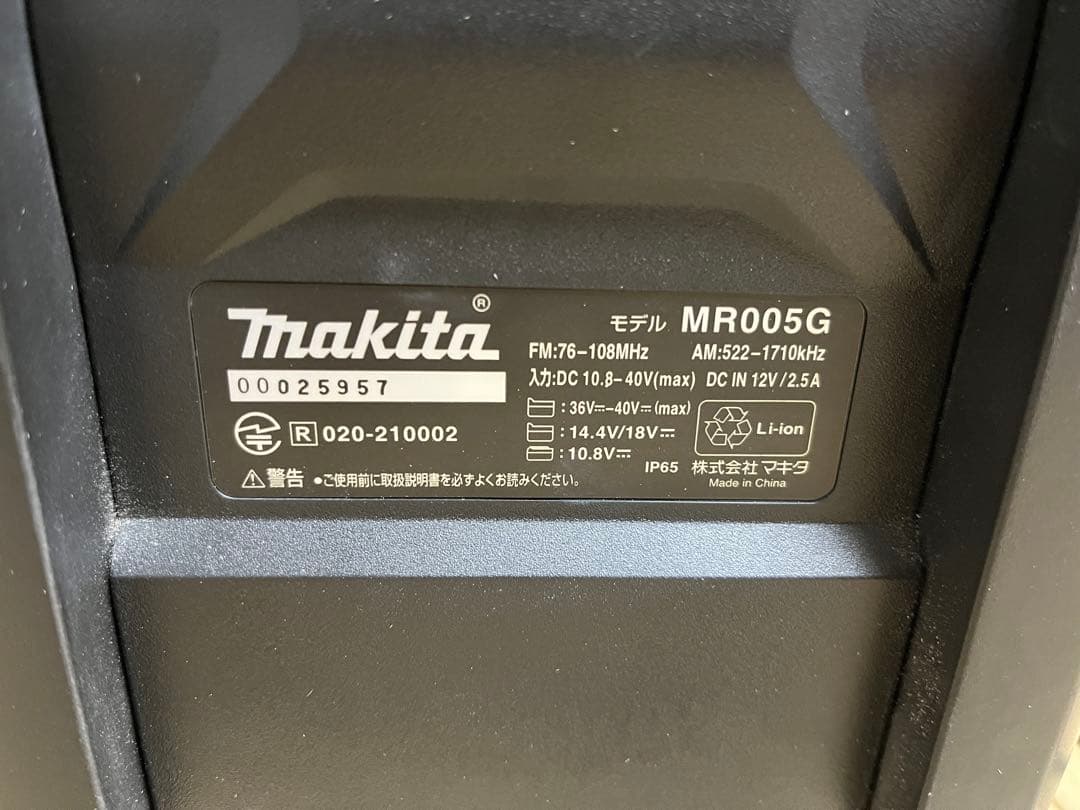 makita®
モデル MR005G
00025957
FM:76-108MHz AM:522-1710kHz
入力:DC 10.8-40V(max) DC IN 12V/2.5A
:36V⎓-40V⎓(max)
:14.4V/18V⎓
:10.8V⎓
Li-ion
R 020-210002
IP65 株式会社マキタ
Made in China
⚠警告 ●ご使用前に取扱説明書を必ずよくお読みください。